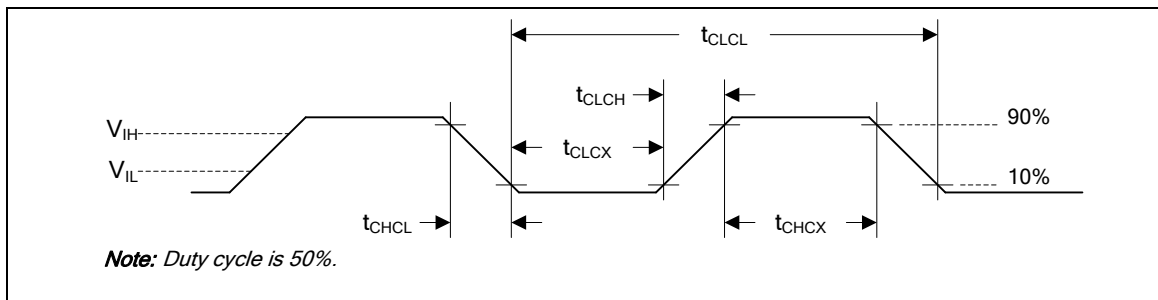 tCLCL
tCLCH
VIH
90%
tCLCX
VIL
10%
tCHCL
tCHCX
Note: Duty cycle is 50%.